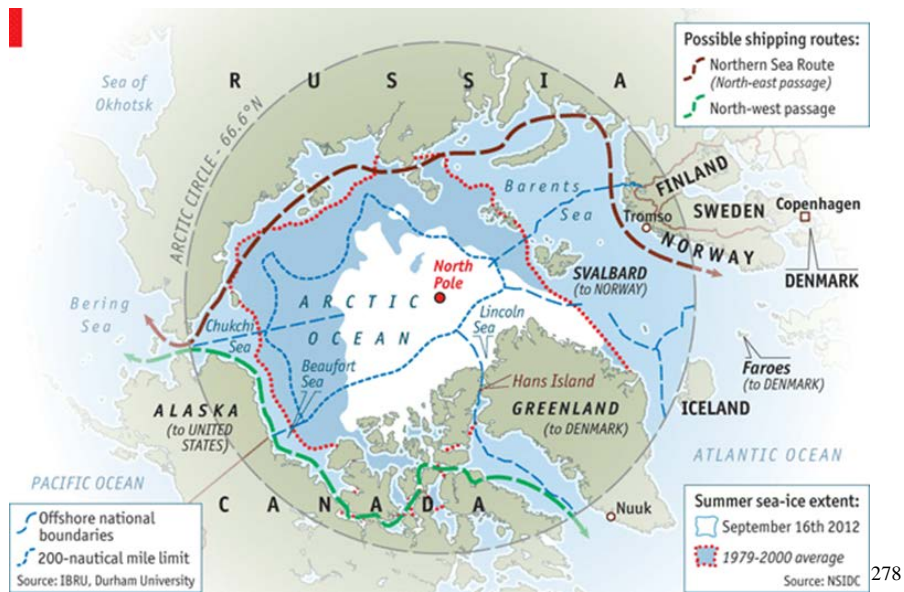 Possible shipping routes:
Northern Sea Route
(North-east passage)
North-west passage
Sea of
Okhotsk
RUSSIA
ARCTIC CIRCLE - 66.6°N
Barents
Sea
FINLAND
SWEDEN
Copenhagen
Tromso
NORWAY
DENMARK
North
Pole
SVALBARD
(to NORWAY)
ARCTIC
OCEAN
Lincoln
Sea
Bering
Sea
Chukchi
Sea
Beaufort
Sea
Hans Island
Faroes
(to DENMARK)
ALASKA
(to UNITED
STATES)
GREENLAND
(to DENMARK)
ICELAND
ATLANTIC OCEAN
PACIFIC OCEAN
CANADA
Nuuk
Offshore national
boundaries
200-nautical mile limit
Source: IBRU, Durham University
Summer sea-ice extent:
September 16th 2012
1979-2000 average
Source: NSIDC
278